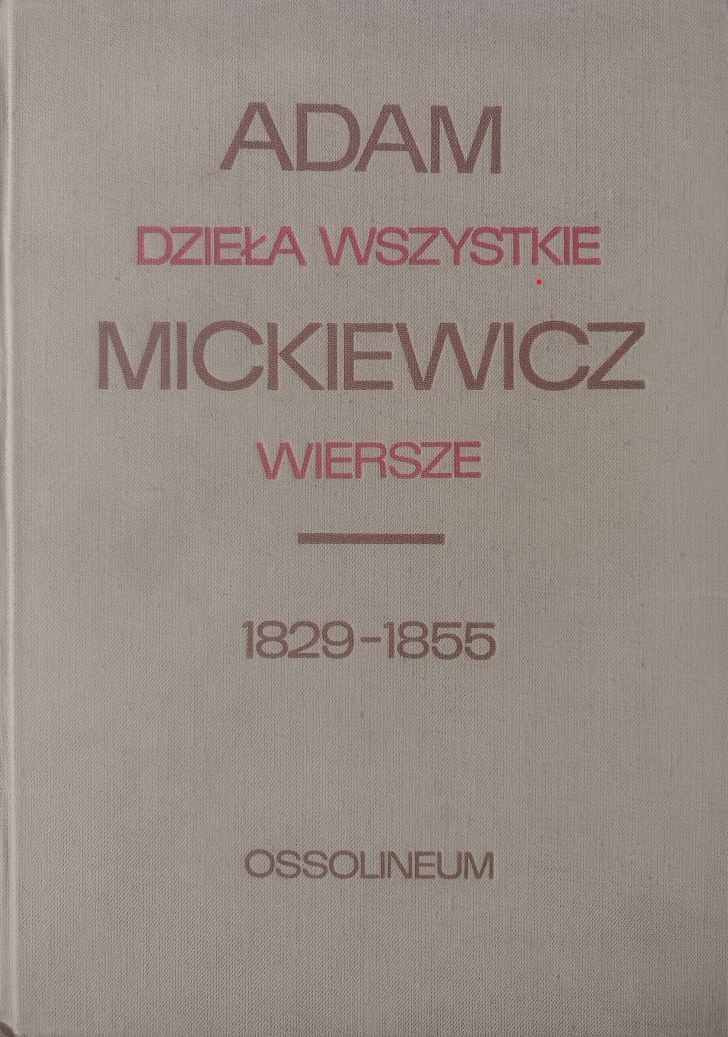 ADAM
DZIEŁA WSZYSTKIE
MICKIEWICZ
WIERSZE
1829-1855
OSSOLINEUM